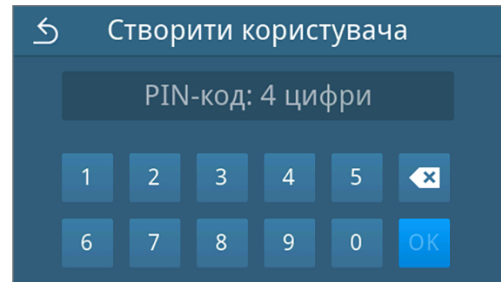 Створити користувача
PIN-код: 4 цифри
1 2 3 4 5
6 7 8 9 0 OK